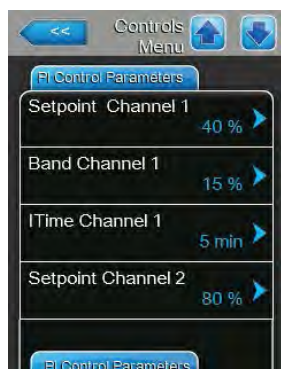 <<
Controls
Menu
PI Control Parameters
Setpoint Channel 1
40 %
Band Channel 1
15 %
ITime Channel 1
5 min
Setpoint Channel 2
80 %
PI Control Parameters